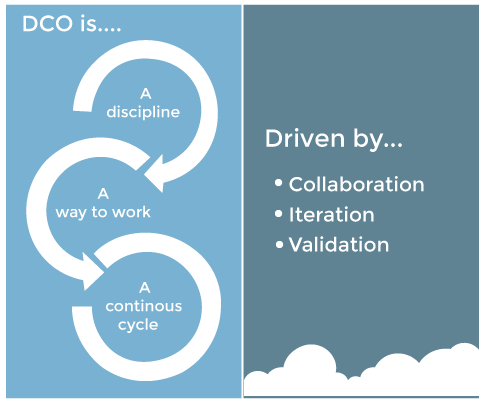 DCO is....
A
discipline
A
way to work
A
continous
cycle
Driven by...
• Collaboration
• Iteration
• Validation